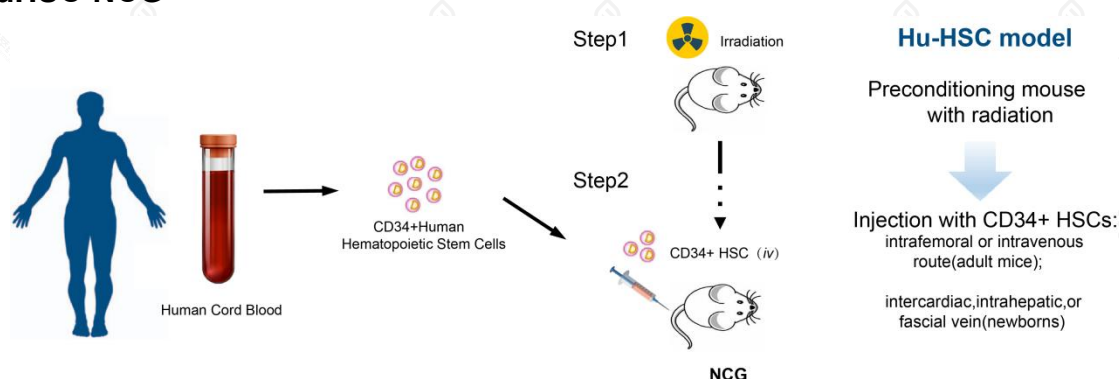 Step1
Irradiation
Hu-HSC model
Preconditioning mouse
with radiation
Step2
CD34+Human
Hematopoietic Stem Cells
CD34+ HSC (iv)
Injection with CD34+ HSCs:
intrafemoral or intravenous
route(adult mice);
Human Cord Blood
intercardiac,intrahepatic,or
fascial vein(newborns)
NCG